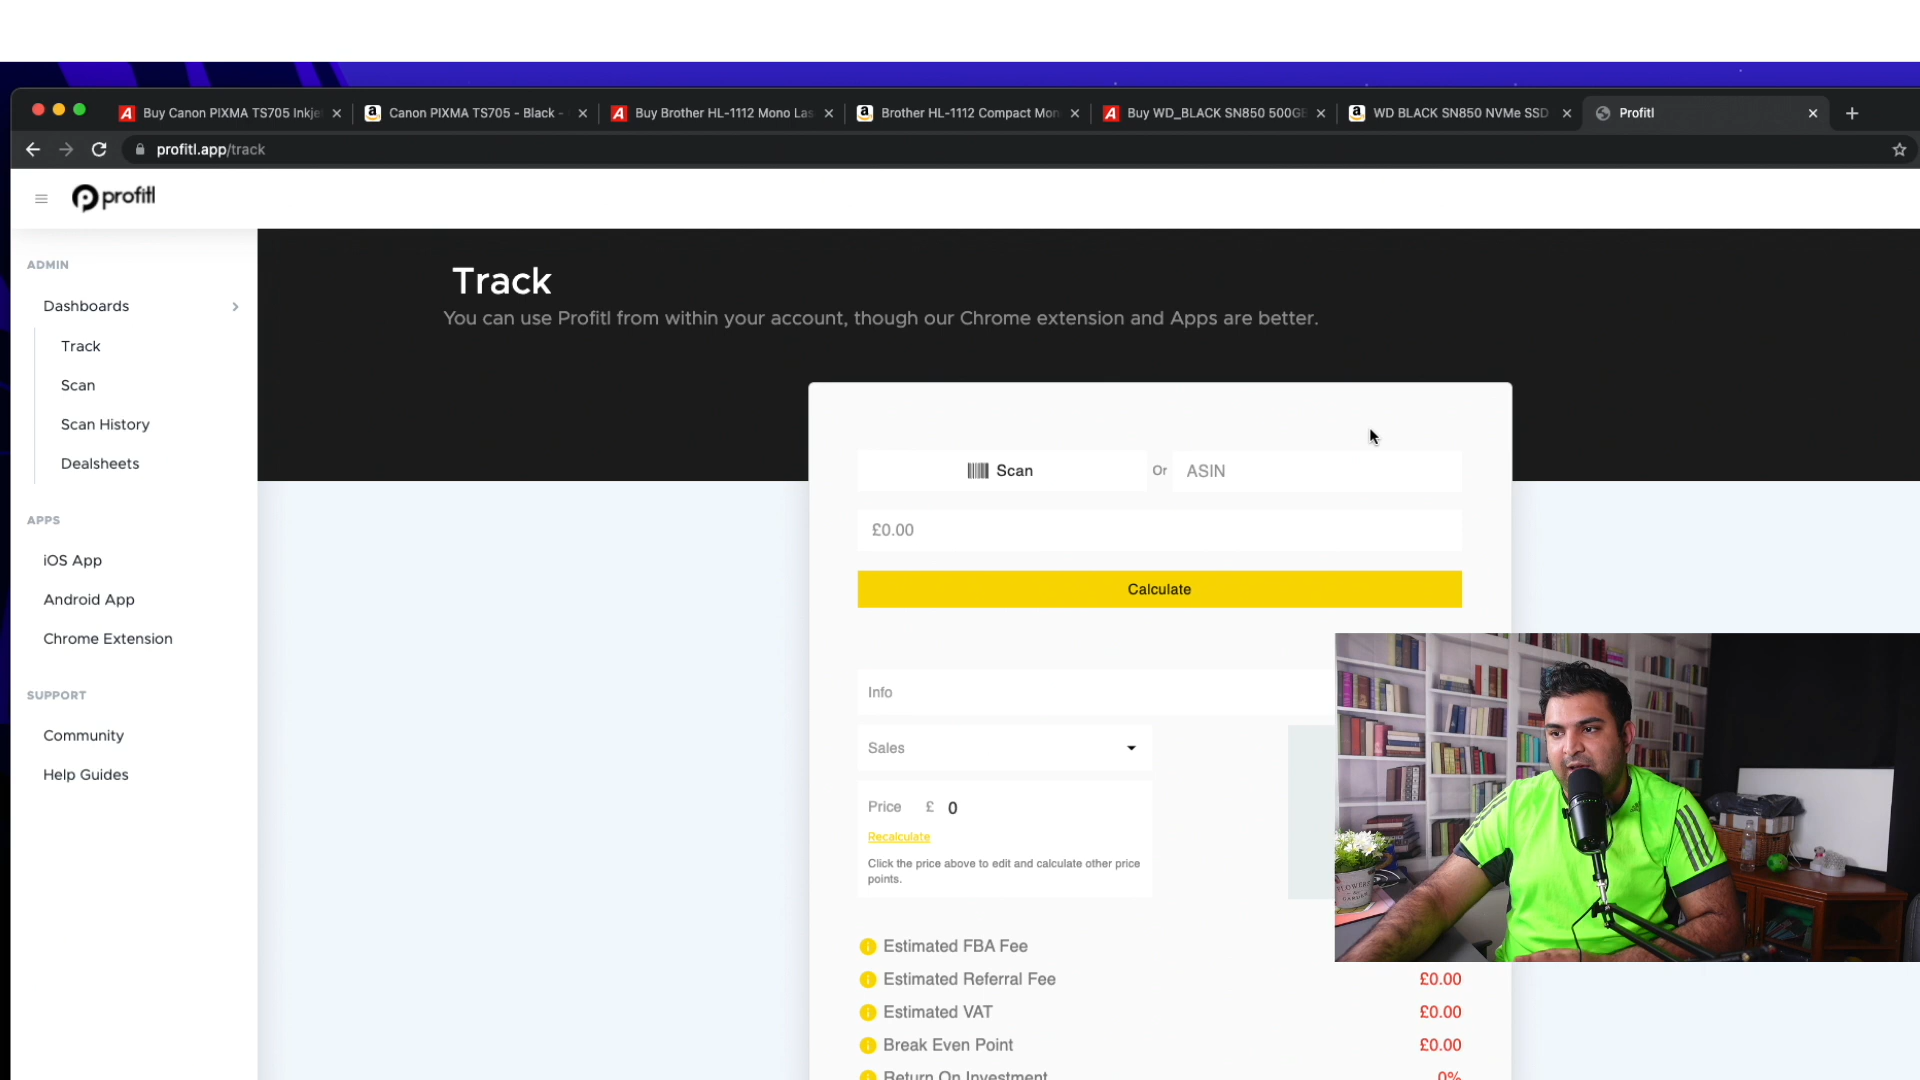 Buy Canon PIXMA TS705 Inkje
Canon PIXMA TS705 - Black -
Buy Brother HL-1112 Mono Las
Brother HL-1112 Compact Mon
Buy WD_BLACK SN850 500GB
WD BLACK SN850 NVMe SSD
Profitl
profitl.app/track
profitl
ADMIN
Dashboards
Track
Scan
Scan History
Dealsheets
APPS
iOS App
Android App
Chrome Extension
SUPPORT
Community
Help Guides
Track
You can use Profitl from within your account, though our Chrome extension and Apps are better.
Scan Or ASIN
£0.00
Calculate
Info
Sales
Price £ 0
Recalculate
Click the price above to edit and calculate other price
points.
Estimated FBA Fee
Estimated Referral Fee £0.00
Estimated VAT £0.00
Break Even Point £0.00
Return On Investment 0%